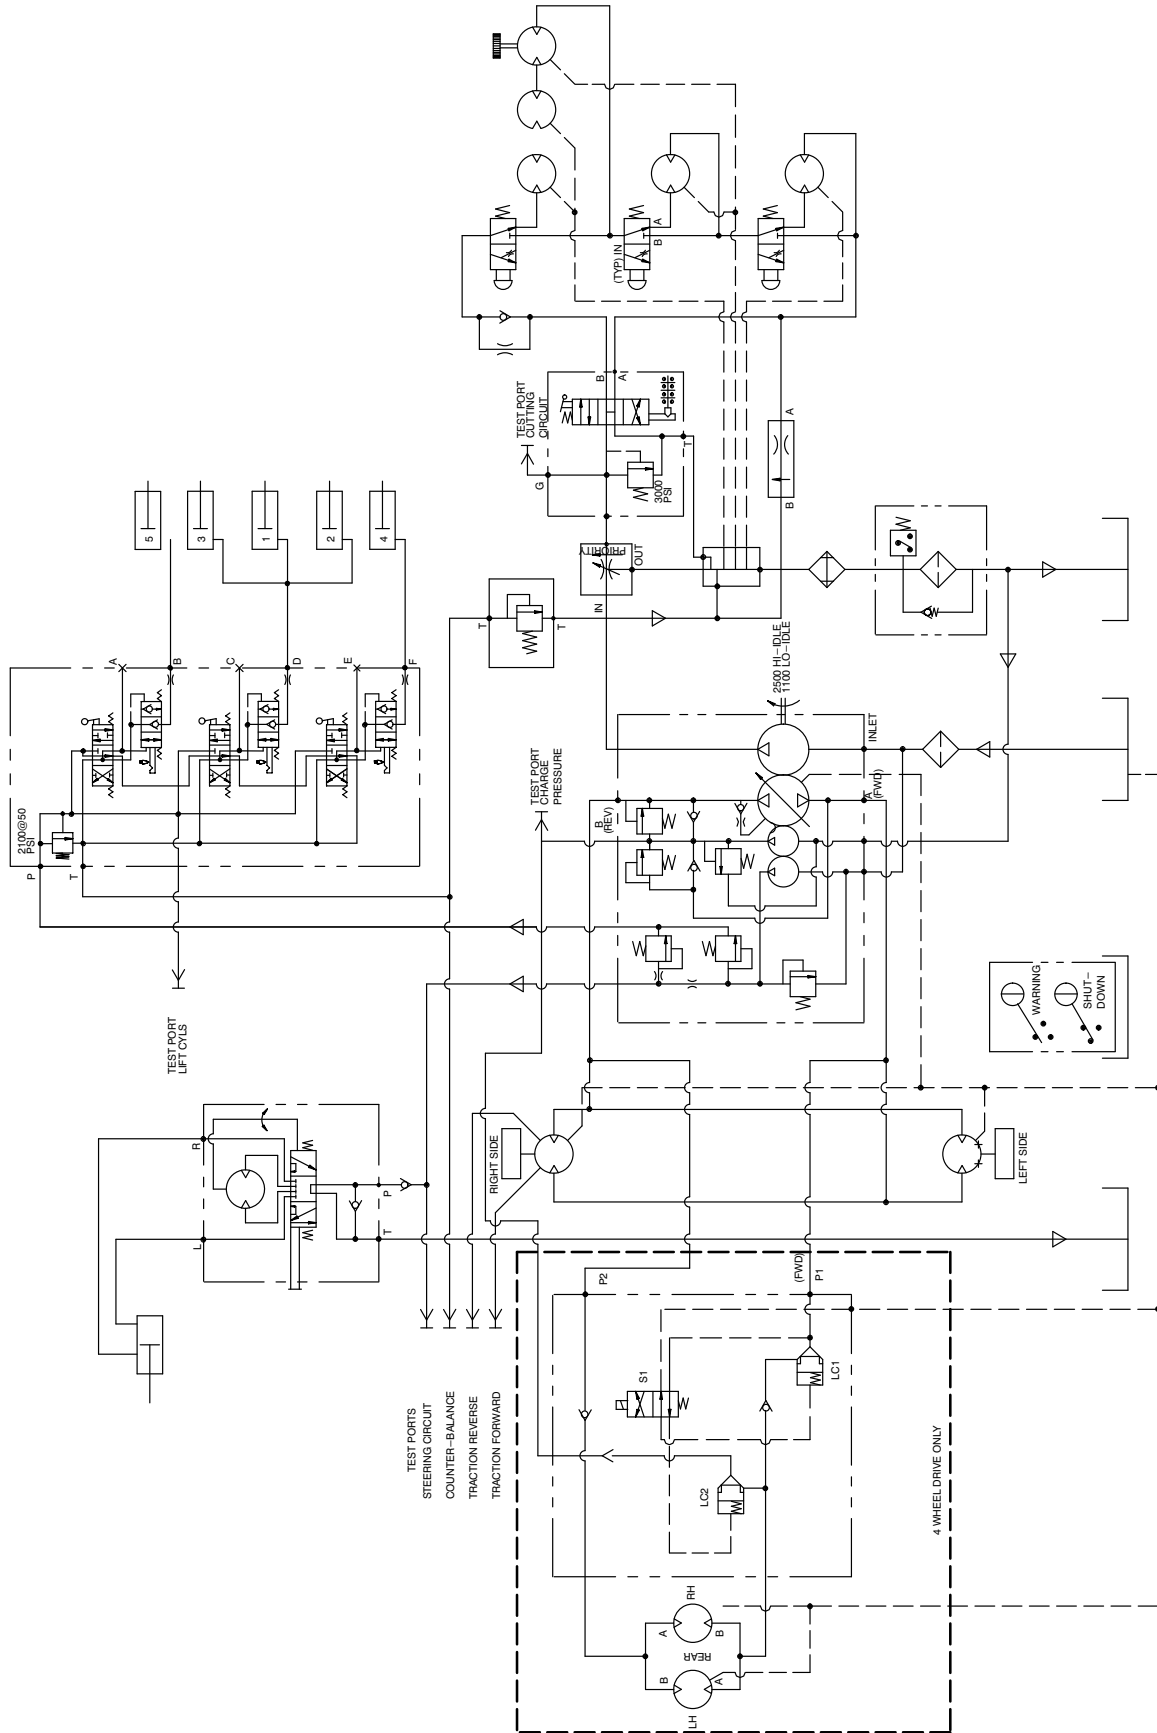 5
3
1
2
4
A
B
C
D
E
F
2100@50
PSI
P
T
TEST PORT
LIFT CYLS
TEST PORT
CUTTING
CIRCUIT
G
B
A
T
3000
PSI
PRIORITY
OUT
IN
(TYP) IN
B
A
B
A
T
T
2500 HI-IDLE
1100 LO-IDLE
INLET
TEST PORT
CHARGE
PRESSURE
B
(REV)
A
(FWD)
WARNING
SHUT-
DOWN
R
L
P
T
RIGHT SIDE
LEFT SIDE
TEST PORTS
STEERING CIRCUIT
COUNTER-BALANCE
TRACTION REVERSE
TRACTION FORWARD
P2
(FWD)
P1
S1
LC1
LC2
4 WHEEL DRIVE ONLY
RH
A
B
REAR
B
A
LH